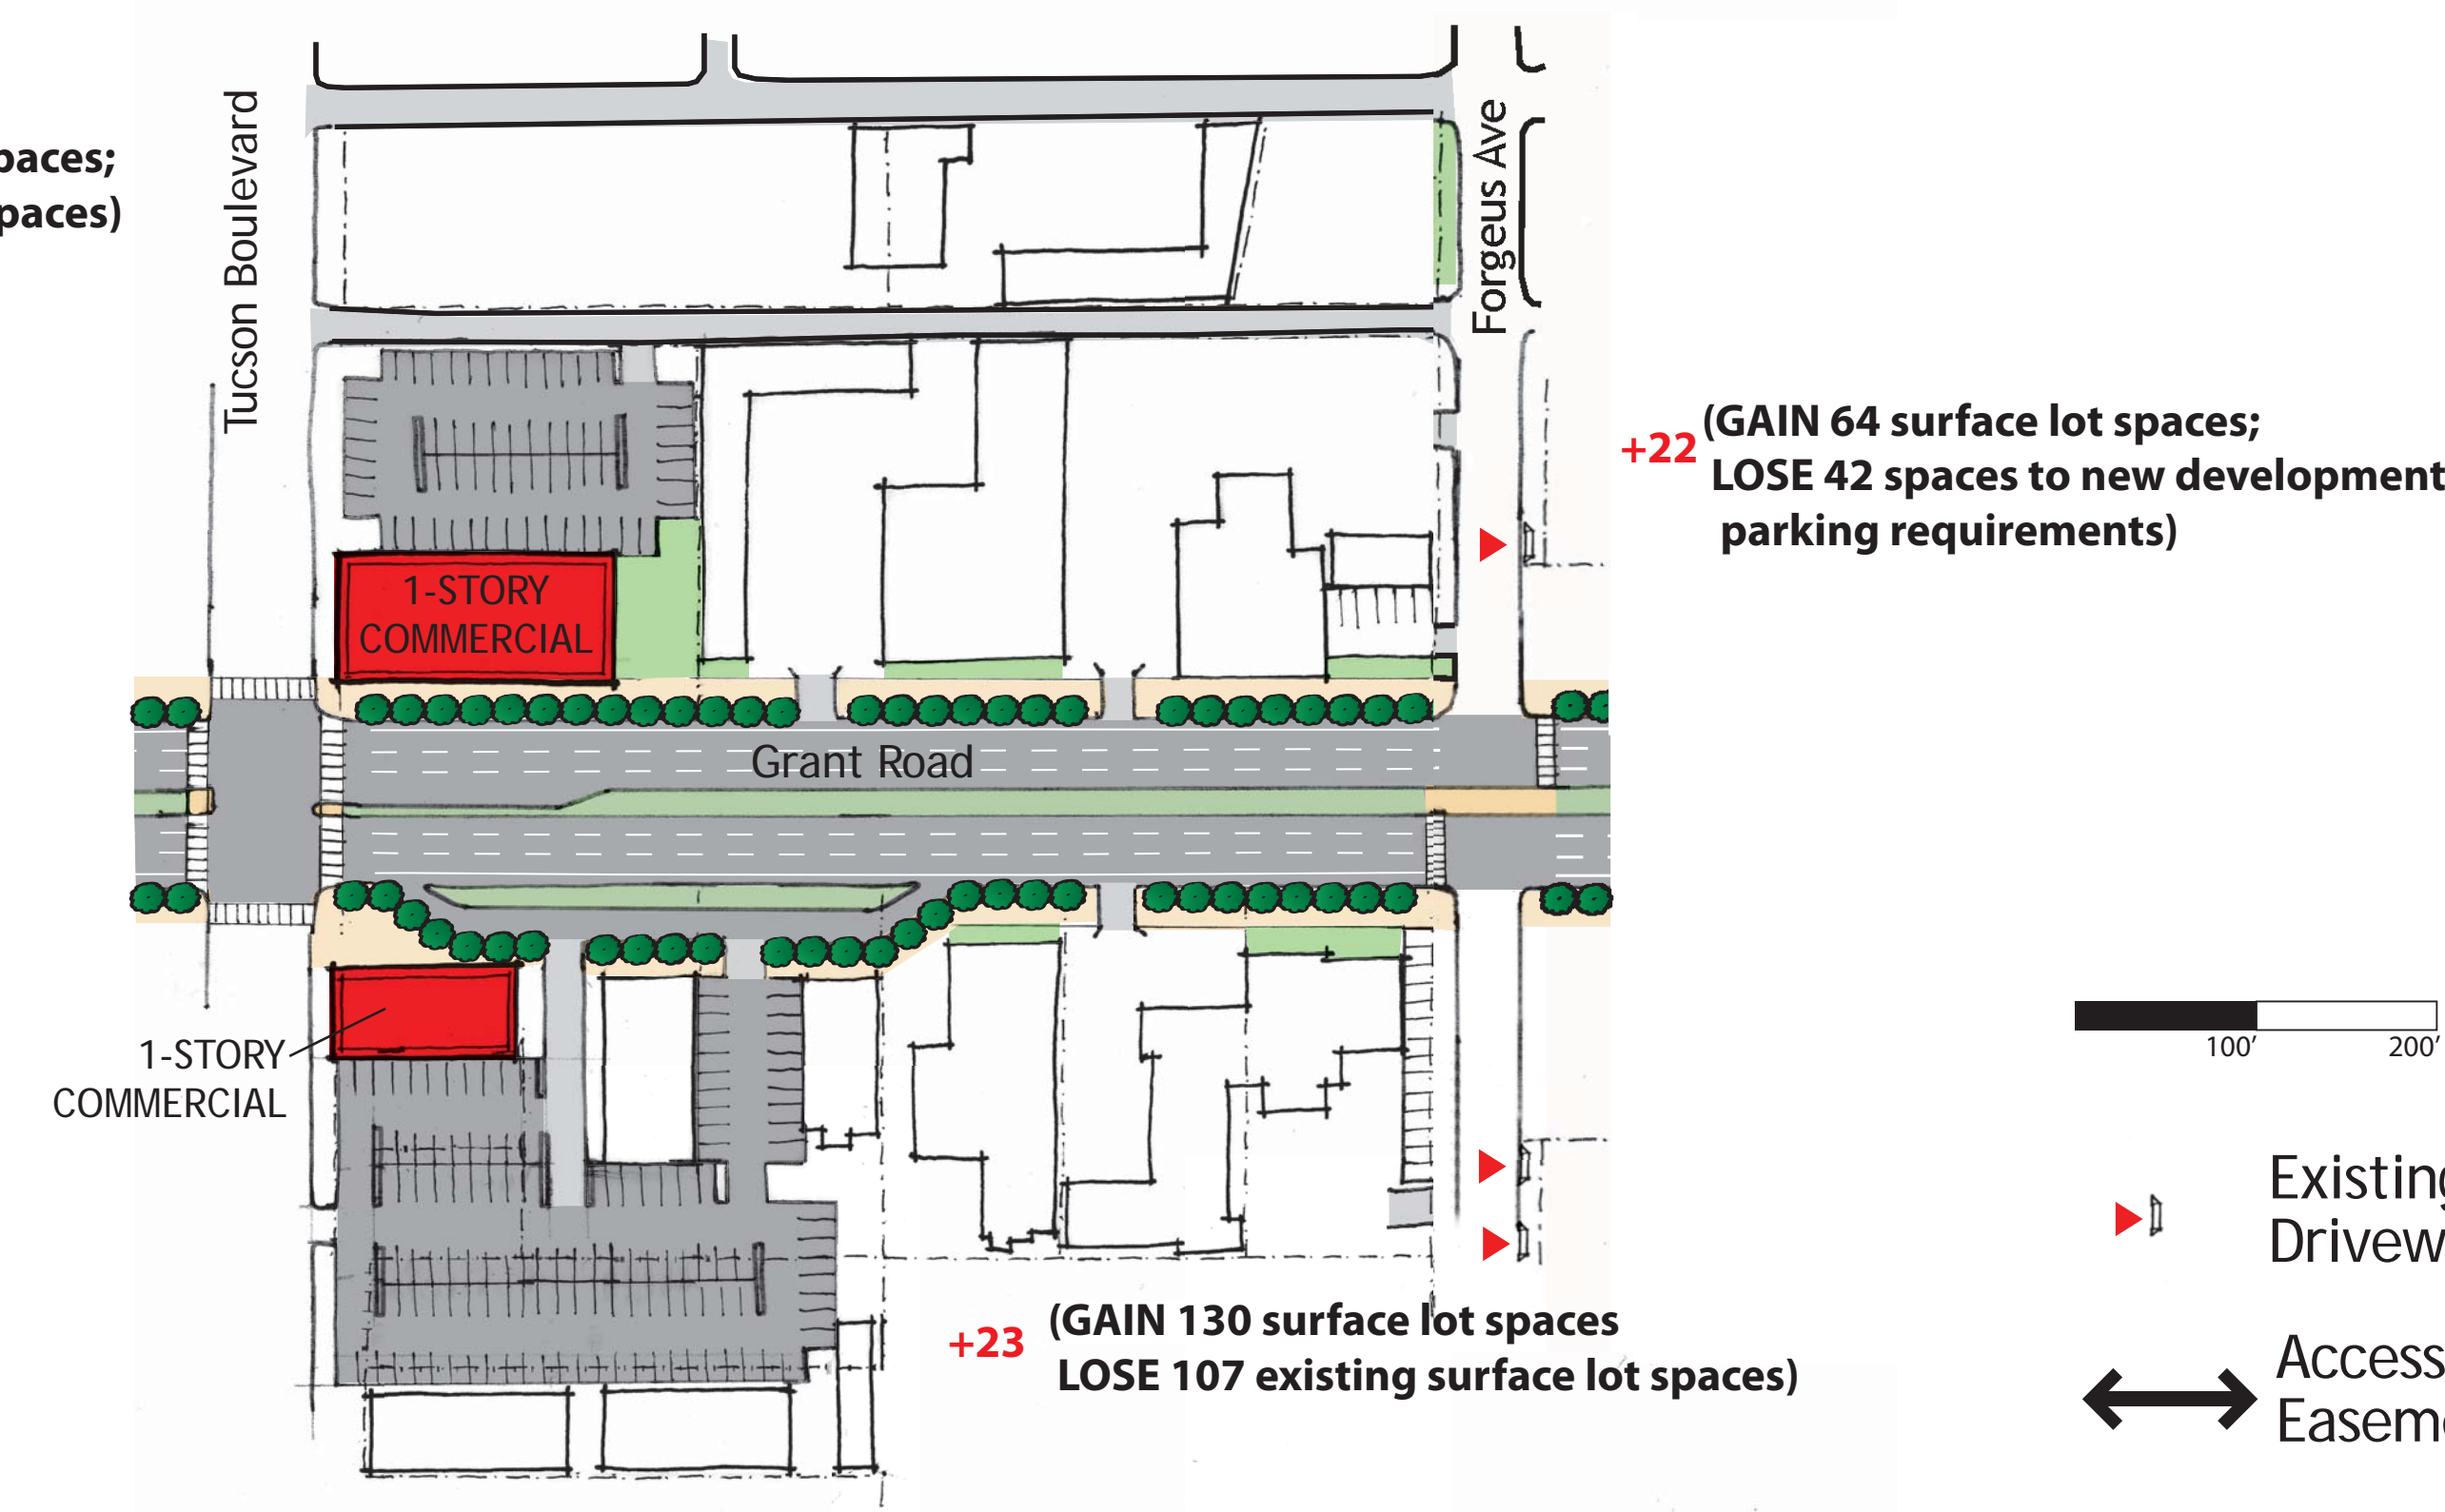 paces;
paces)
Tucson Boulevard
Forgeus Ave
+22 (GAIN 64 surface lot spaces;
LOSE 42 spaces to new development
parking requirements)
1-STORY
COMMERCIAL
Grant Road
1-STORY
COMMERCIAL
100’
200’
Existing
Drivew
+23 (GAIN 130 surface lot spaces
LOSE 107 existing surface lot spaces)
Access
Easeme